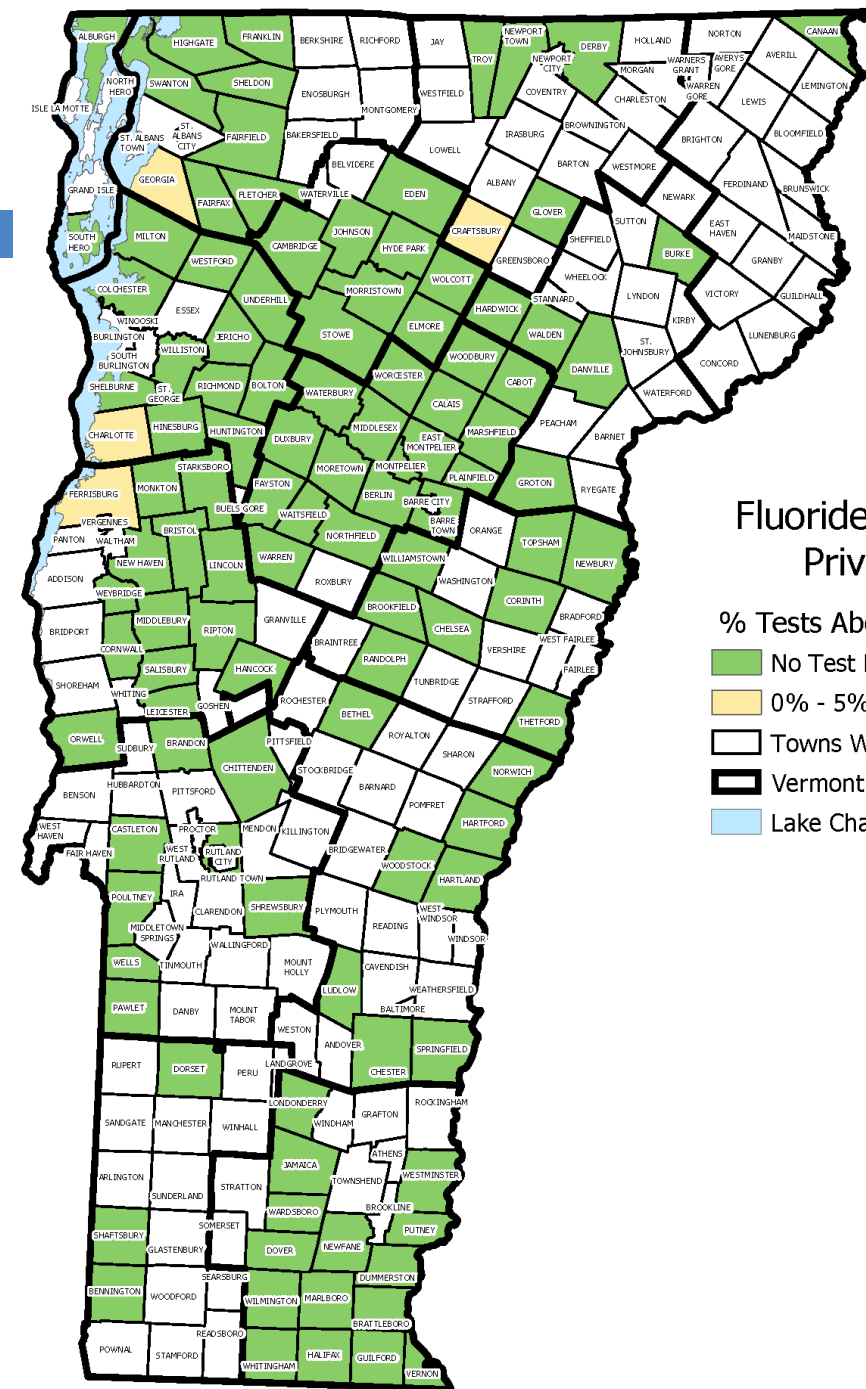 ALBURGH
HIGHGATE
FRANKLIN
BERKSHIRE
RICHFORD
JAY
TROY
NEWPORT
TOWN
DERBY
HOLLAND
NORTON
CANAAN
NORTH
HERO
SWANTON
SHELDON
ENOSBURGH
WESTFIELD
NEWPORT
CITY
MORGAN
WARNERS
GRANT
AVERYS
GORE
AVERILL
LEMINGTON
ISLE LA MOTTE
MONTGOMERY
COVENTRY
CHARLESTON
WARREN
GORE
LEWIS
BLOOMFIELD
ST. ALBANS
TOWN
ST.
ALBANS
CITY
FAIRFIELD
BAKERSFIELD
LOWELL
IRASBURG
BROWNINGTON
BRIGHTON
GRAND ISLE
GEORGIA
FAIRFAX
FLETCHER
WATERVILLE
BELVIDERE
EDEN
ALBANY
BARTON
WESTMORE
FERDINAND
BRUNSWICK
NEWARK
SOUTH
HERO
MILTON
CAMBRIDGE
JOHNSON
HYDE PARK
CRAFTSBURY
GLOVER
SHEFFIELD
SUTTON
EAST
HAVEN
MAIDSTONE
WESTFORD
GREENSBORO
BURKE
GRANBY
COLCHESTER
UNDERHILL
MORRISTOWN
WOLCOTT
WHEELOCK
LYNDON
VICTORY
GUILDHALL
WINOOSKI
ESSEX
STOWE
ELMORE
HARDWICK
STANNARD
KIRBY
BURLINGTON
JERICHO
WALDEN
ST.
JOHNSBURY
LUNENBURG
SOUTH
BURLINGTON
WILLISTON
WOODBURY
DANVILLE
CONCORD
SHELBURNE
ST.
GEORGE
RICHMOND
BOLTON
WATERBURY
WORCESTER
CABOT
WATERFORD
CALAIS
CHARLOTTE
HINESBURG
HUNTINGTON
DUXBURY
MIDDLESEX
EAST
MONTPELIER
MARSHFIELD
PEACHAM
BARNET
STARKSBORO
MORETOWN
MONTPELIER
PLAINFIELD
GROTON
RYEGATE
FERRISBURG
MONKTON
FAYSTON
BERLIN
BARRE CITY
VERGENNES
BUELS GORE
WAITSFIELD
BARRE
TOWN
ORANGE
Fluoride
Priv
PANTON
WALTHAM
BRISTOL
NORTHFIELD
TOPSHAM
NEW HAVEN
LINCOLN
WARREN
WILLIAMSTOWN
NEWBURY
ADDISON
WEYBRIDGE
ROXBURY
WASHINGTON
BROOKFIELD
CORINTH
BRADFORD
BRIDPORT
MIDDLEBURY
RIPTON
GRANVILLE
CHELSEA
% Tests Ab
CORNWALL
BRAINTREE
VERSHIRE
WEST FAIRLEE
No Test
SALISBURY
HANCOCK
RANDOLPH
FAIRLEE
SHOREHAM
WHITING
TUNBRIDGE
STRAFFORD
0% - 5%
LEICESTER
GOSHEN
ROCHESTER
BETHEL
THETFORD
ORWELL
SUDBURY
BRANDON
PITTSFIELD
ROYALTON
SHARON
Towns W
CHITTENDEN
STOCKBRIDGE
NORWICH
Vermont
BENSON
HUBBARDTON
PITTSFORD
BARNARD
POMFRET
WEST
HAVEN
CASTLETON
PROCTOR
MENDON
KILLINGTON
HARTFORD
Lake Cha
FAIR HAVEN
WEST
RUTLAND
RUTLAND
CITY
BRIDGEWATER
WOODSTOCK
RUTLAND TOWN
HARTLAND
POULTNEY
IRA
CLARENDON
SHREWSBURY
PLYMOUTH
READING
WEST
WINDSOR
MIDDLETOWN
SPRINGS
WINDSOR
WALLINGFORD
WELLS
TINMOUTH
MOUNT
HOLLY
CAVENDISH
LUDLOW
WEATHERSFIELD
PAWLET
DANBY
MOUNT
TABOR
BALTIMORE
WESTON
ANDOVER
SPRINGFIELD
RUPERT
DORSET
PERU
LANDGROVE
CHESTER
LONDONDERRY
ROCKINGHAM
SANDGATE
MANCHESTER
WINHALL
WINDHAM
GRAFTON
ATHENS
JAMAICA
WESTMINSTER
ARLINGTON
SUNDERLAND
STRATTON
TOWNSHEND
WARDSBORO
BROOKLINE
SHAFTSBURY
SOMERSET
PUTNEY
GLASTENBURY
DOVER
NEWFANE
SEARSBURG
DUMMERSTON
BENNINGTON
WOODFORD
WILMINGTON
MARLBORO
BRATTLEBORO
READSBORO
POWNAL
STAMFORD
WHITINGHAM
HALIFAX
GUILFORD
VERNON